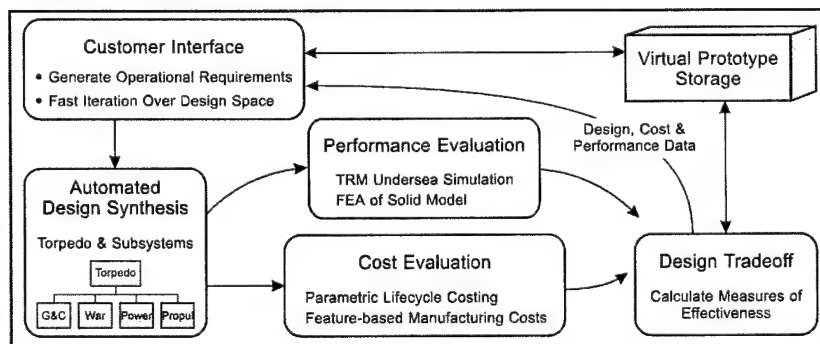 Customer Interface
• Generate Operational Requirements
• Fast Iteration Over Design Space
Virtual Prototype
Storage
Design, Cost &
Performance Data
Performance Evaluation
TRM Undersea Simulation
FEA of Solid Model
Automated
Design Synthesis
Torpedo & Subsystems
Torpedo
G&C War Power Propul
Cost Evaluation
Parametric Lifecycle Costing
Feature-based Manufacturing Costs
Design Tradeoff
Calculate Measures of
Effectiveness